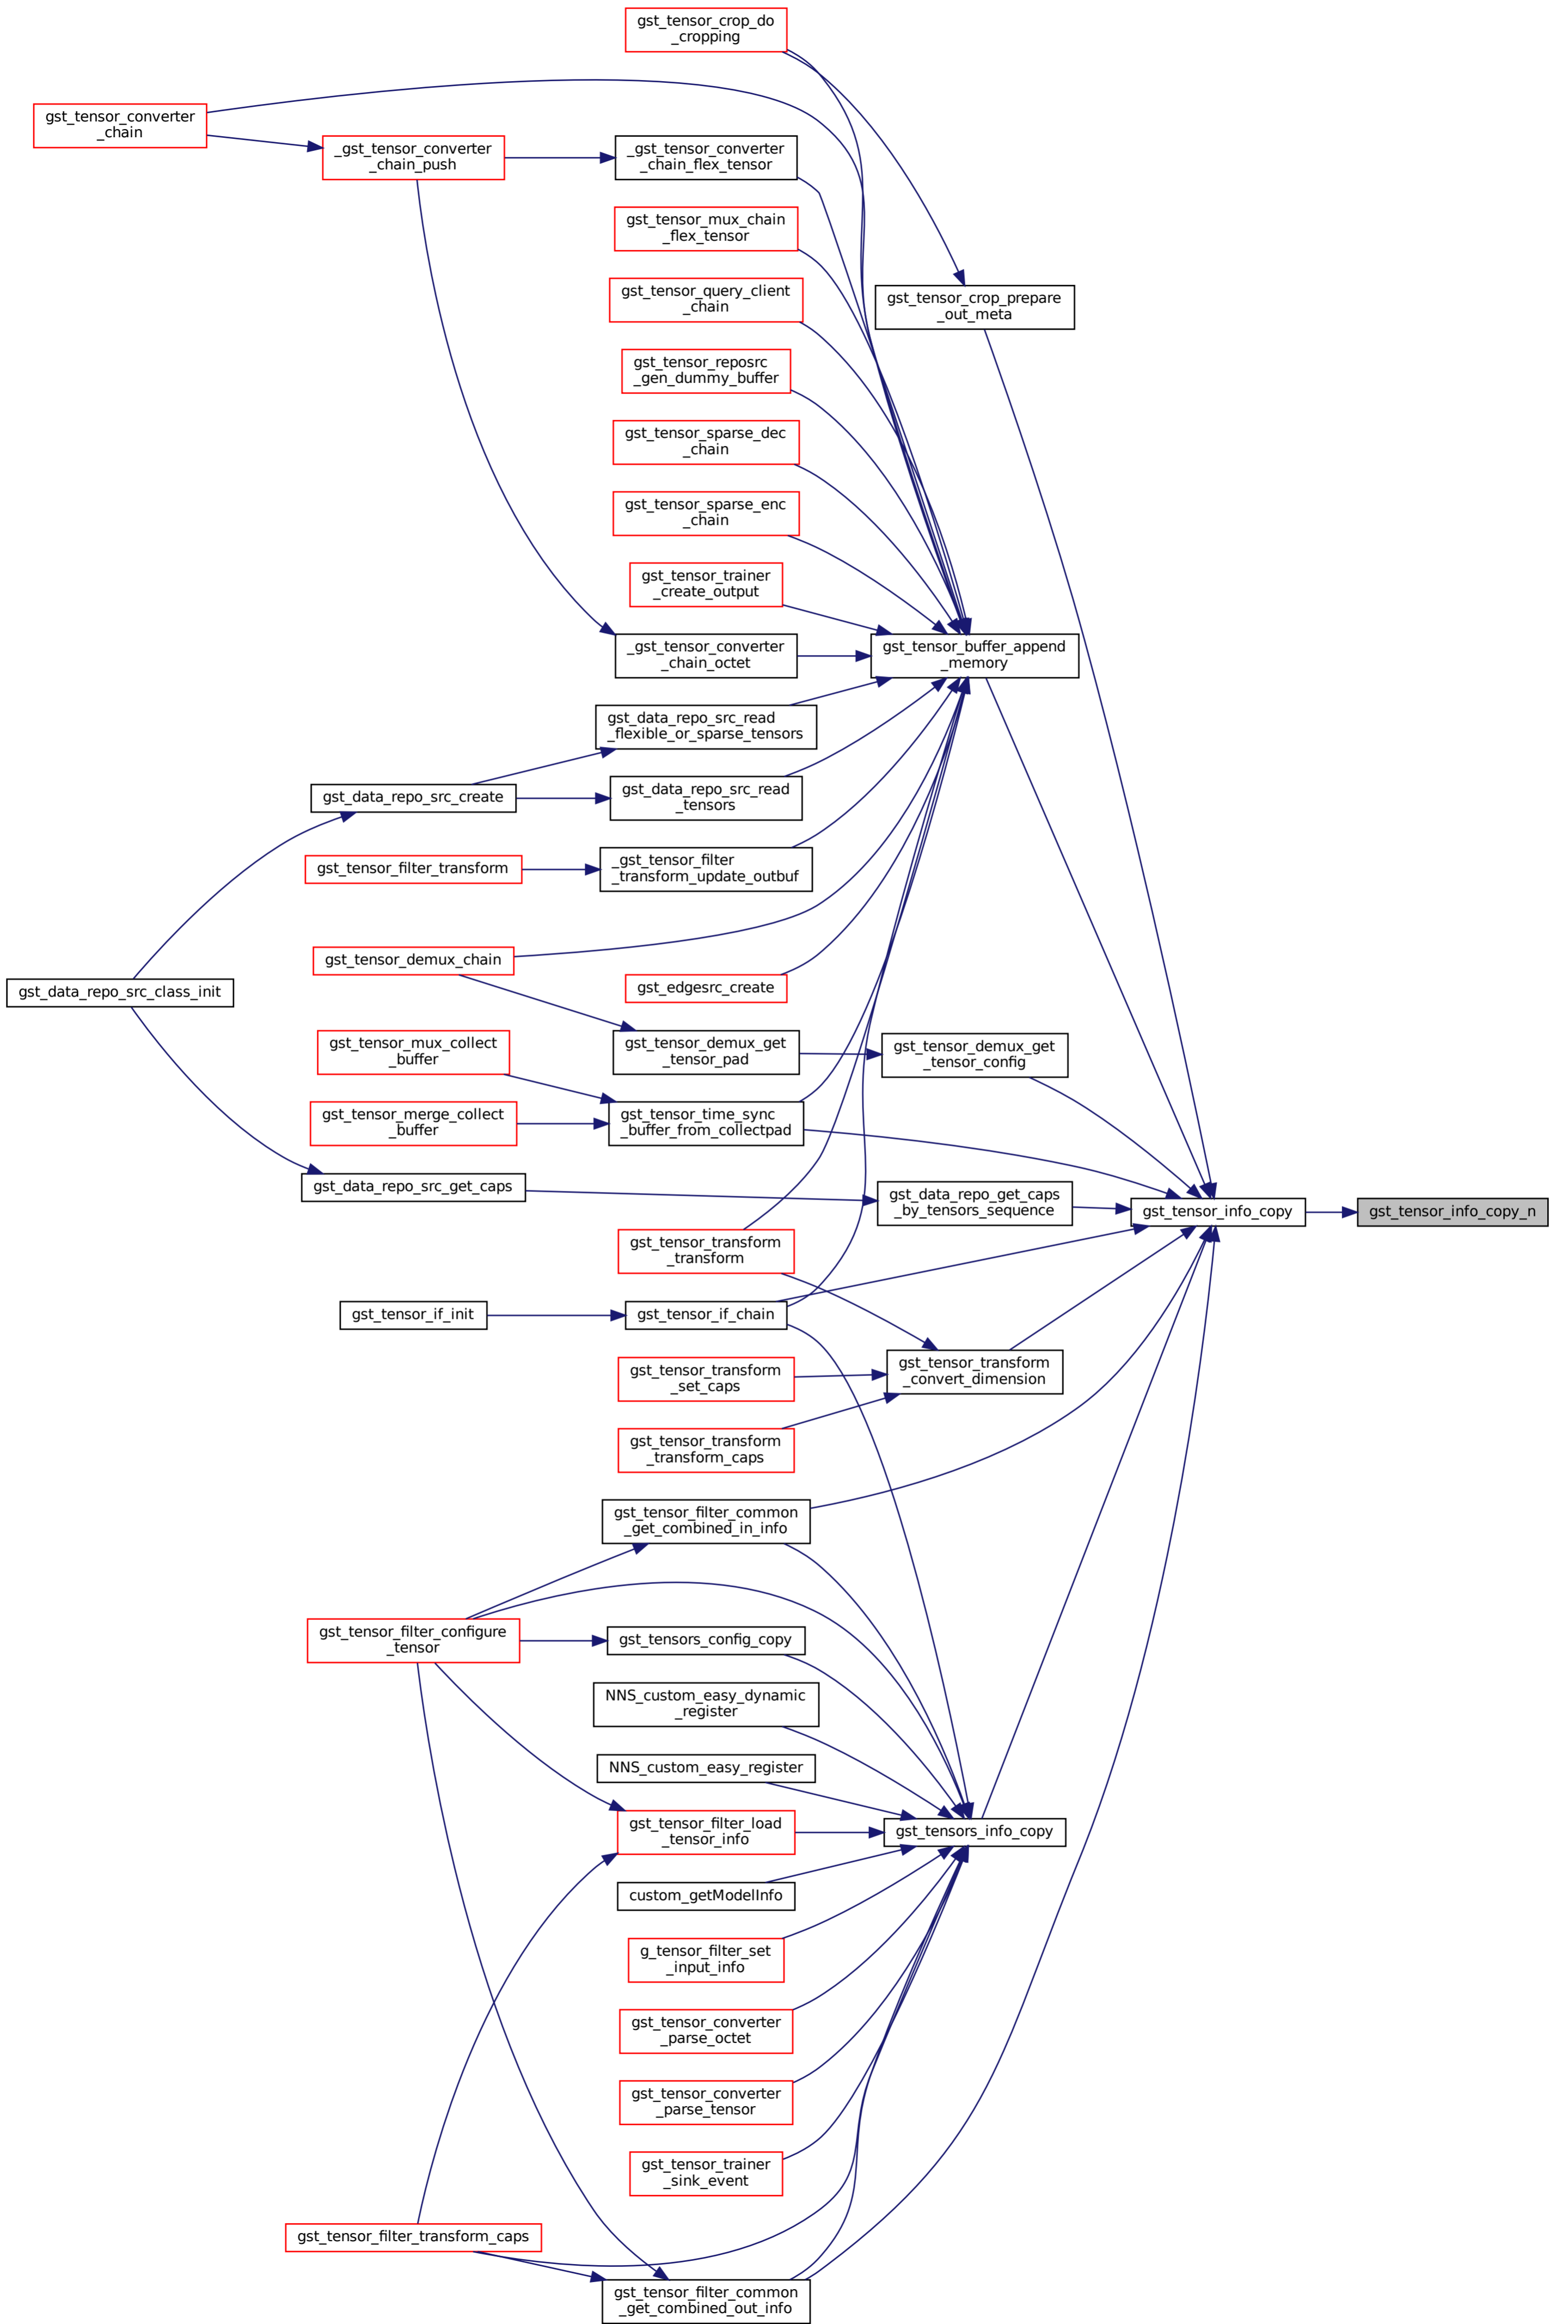 gst_tensor_crop_do
_cropping
gst_tensor_converter
_chain
_gst_tensor_converter
_chain_push
_gst_tensor_converter
_chain_flex_tensor
gst_tensor_mux_chain
_flex_tensor
gst_tensor_query_client
_chain
gst_tensor_crop_prepare
_out_meta
gst_tensor_reposrc
_gen_dummy_buffer
gst_tensor_sparse_dec
_chain
gst_tensor_sparse_enc
_chain
gst_tensor_trainer
_create_output
_gst_tensor_converter
_chain_octet
gst_tensor_buffer_append
_memory
gst_data_repo_src_read
_flexible_or_sparse_tensors
gst_data_repo_src_create
gst_data_repo_src_read
_tensors
gst_tensor_filter_transform
_gst_tensor_filter
_transform_update_outbuf
gst_tensor_demux_chain
gst_data_repo_src_class_init
gst_edgesrc_create
gst_tensor_mux_collect
_buffer
gst_tensor_demux_get
_tensor_pad
gst_tensor_demux_get
_tensor_config
gst_tensor_merge_collect
_buffer
gst_tensor_time_sync
_buffer_from_collectpad
gst_data_repo_src_get_caps
gst_data_repo_get_caps
_by_tensors_sequence
gst_tensor_info_copy
gst_tensor_info_copy_n
gst_tensor_transform
_transform
gst_tensor_if_init
gst_tensor_if_chain
gst_tensor_transform
_set_caps
gst_tensor_transform
_convert_dimension
gst_tensor_transform
_transform_caps
gst_tensor_filter_common
_get_combined_in_info
gst_tensor_filter_configure
_tensor
gst_tensors_config_copy
NNS_custom_easy_dynamic
_register
NNS_custom_easy_register
gst_tensor_filter_load
_tensor_info
gst_tensors_info_copy
custom_getModelInfo
g_tensor_filter_set
_input_info
gst_tensor_converter
_parse_octet
gst_tensor_converter
_parse_tensor
gst_tensor_trainer
_sink_event
gst_tensor_filter_transform_caps
gst_tensor_filter_common
_get_combined_out_info